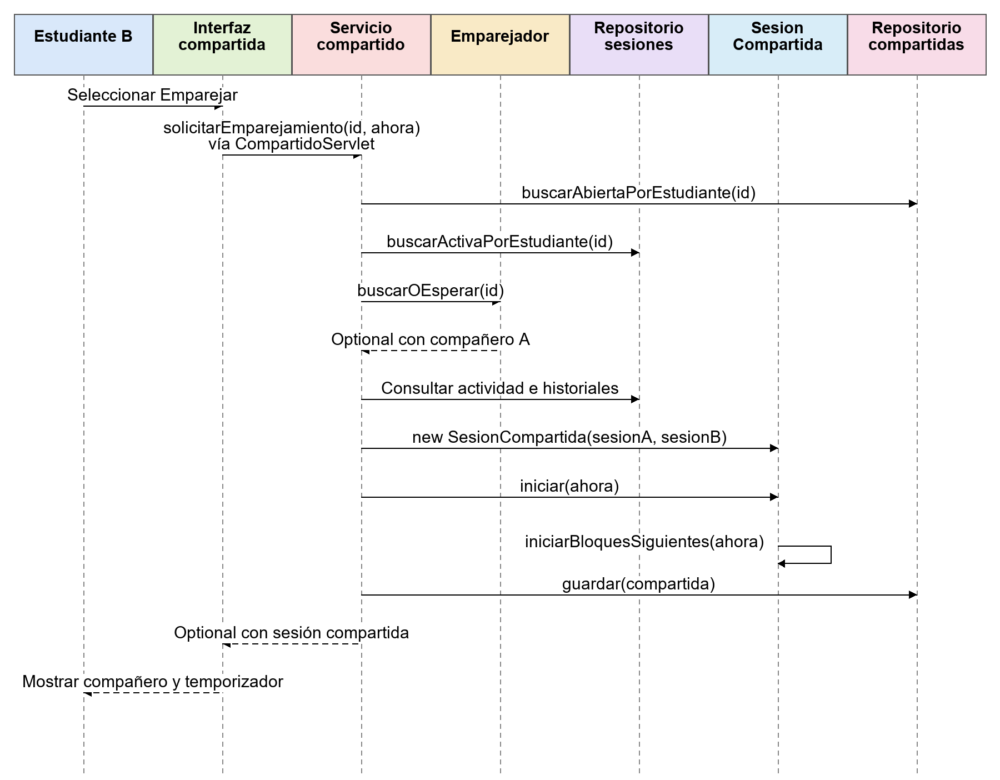 Estudiante B
Interfaz
compartida
Servicio
compartido
Emparejador
Repositorio
sesiones
Sesion
Compartida
Repositorio
compartidas
Seleccionar Emparejar
solicitarEmparejamiento(id, ahora)
vía CompartidoServlet
buscarAbiertaPorEstudiante(id)
buscarActivaPorEstudiante(id)
buscarOEsperar(id)
Optional con compañero A
Consultar actividad e historiales
new SesionCompartida(sesionA, sesionB)
iniciar(ahora)
iniciarBloquesSiguientes(ahora)
guardar(compartida)
Optional con sesión compartida
Mostrar compañero y temporizador